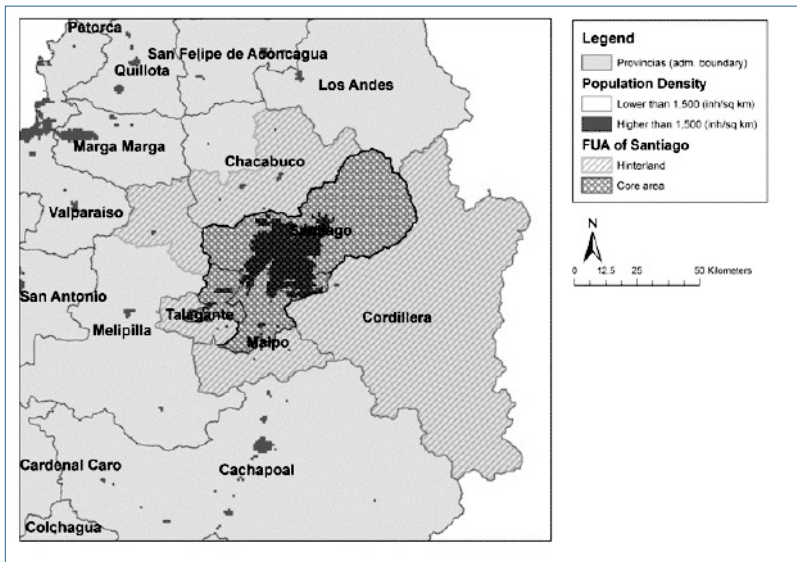 Petorca
San Felipe de Aconcagua
Quillota
Los Andes
Marga Marga
Chacabuco
Valparaiso
Santiago
San Antonio
Talagante
Melipilla
Cordillera
Maipo
Cardenal Caro
Cachapoal
Colchagua
Legend
Provincias (adm. boundary)
Population Density
Lower than 1,500 (inh/sq km)
Higher than 1,500 (inh/sq km)
FUA of Santiago
Hinterland
Core area
N
0 12.5 25 50 Kilometers